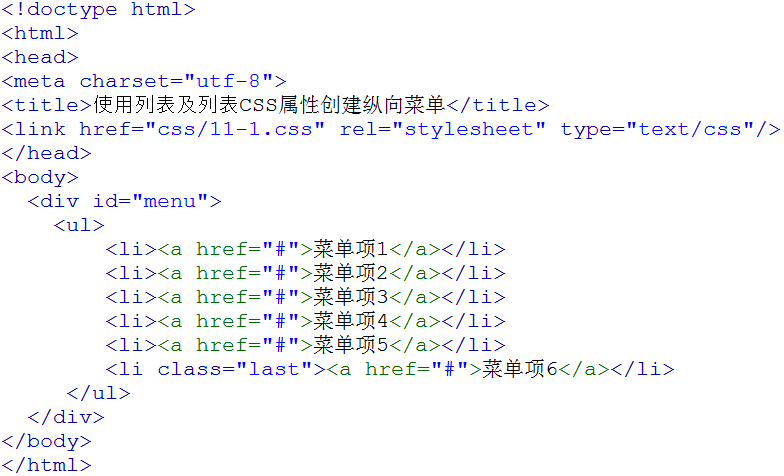 <!doctype html>
<html>
<head>
<meta charset="utf-8">
<title>使用列表及列表CSS属性创建纵向菜单</title>
<link href="css/11-1.css" rel="stylesheet" type="text/css"/>
</head>
<body>
  <div id="menu">
    <ul>
        <li><a href="#">菜单项1</a></li>
        <li><a href="#">菜单项2</a></li>
        <li><a href="#">菜单项3</a></li>
        <li><a href="#">菜单项4</a></li>
        <li><a href="#">菜单项5</a></li>
        <li class="last"><a href="#">菜单项6</a></li>
     </ul>
  </div>
</body>
</html>